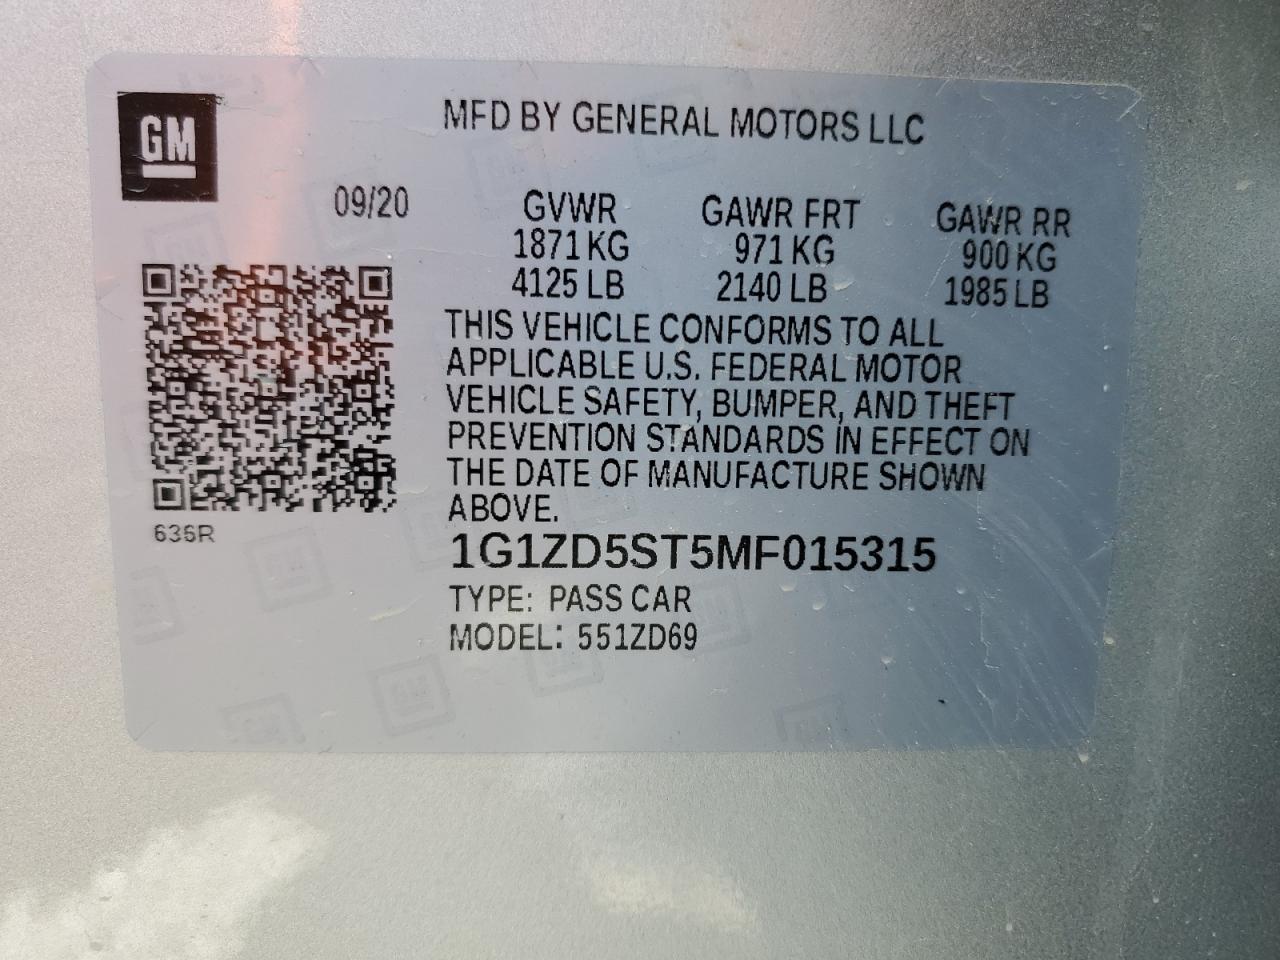 GM
MFD BY GENERAL MOTORS LLC
09/20
GVWR GAWR FRT GAWR RR
1871 KG 971 KG 900 KG
4125 LB 2140 LB 1985 LB
THIS VEHICLE CONFORMS TO ALL
APPLICABLE U.S. FEDERAL MOTOR
VEHICLE SAFETY, BUMPER, AND THEFT
PREVENTION STANDARDS IN EFFECT ON
THE DATE OF MANUFACTURE SHOWN
ABOVE.
636R
1G1ZD5ST5MF015315
TYPE: PASS CAR
MODEL: 551ZD69